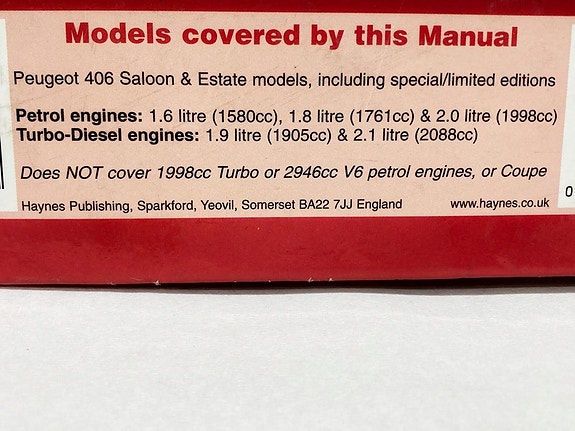 Models covered by this Manual
Peugeot 406 Saloon & Estate models, including special/limited editions
Petrol engines: 1.6 litre (1580cc), 1.8 litre (1761cc) & 2.0 litre (1998cc)
Turbo-Diesel engines: 1.9 litre (1905cc) & 2.1 litre (2088cc)
Does NOT cover 1998cc Turbo or 2946cc V6 petrol engines, or Coupe
Haynes Publishing, Sparkford, Yeovil, Somerset BA22 7JJ England www.haynes.co.uk
0